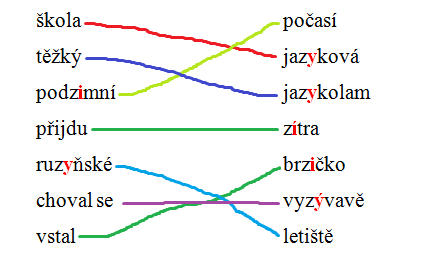 škola počasí
těžký jazyková
podzimní jazykolam
přijdu zítra
ruzyňské brzičko
choval se vyzývavě
vstal letiště